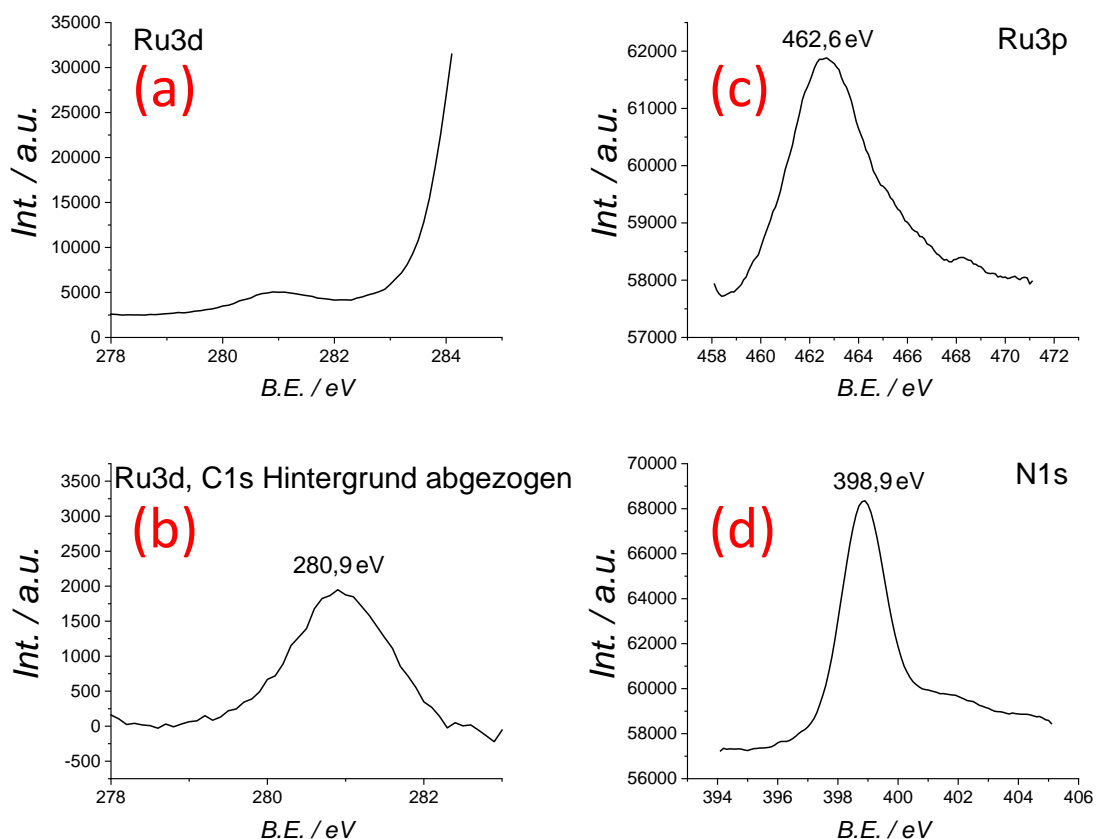 Ru3d
(a)
35000
30000
25000
20000
15000
10000
5000
0
Int. / a.u.
278 280 282 284
B.E. / eV
462,6 eV
Ru3p
(c)
62000
61000
60000
59000
58000
57000
Int. / a.u.
458 460 462 464 466 468 470 472
B.E. / eV
Ru3d, C1s Hintergrund abgezogen
(b)
280,9 eV
3500
3000
2500
2000
1500
1000
500
0
-500
Int. / a.u.
278 280 282
B.E. / eV
398,9 eV
N1s
(d)
70000
68000
66000
64000
62000
60000
58000
56000
Int. / a.u.
394 396 398 400 402 404 406
B.E. / eV